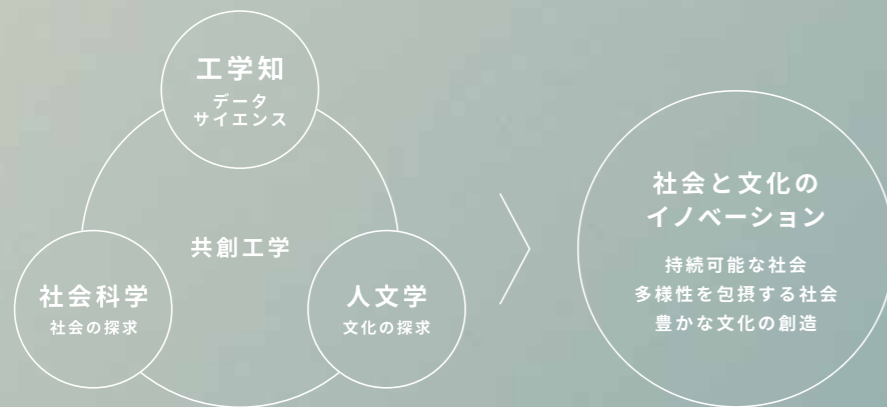 工学知
データ
サイエンス
共創工学
社会科学
社会の探求
人文学
文化の探求
社会と文化の
イノベーション
持続可能な社会
多様性を包摂する社会
豊かな文化の創造